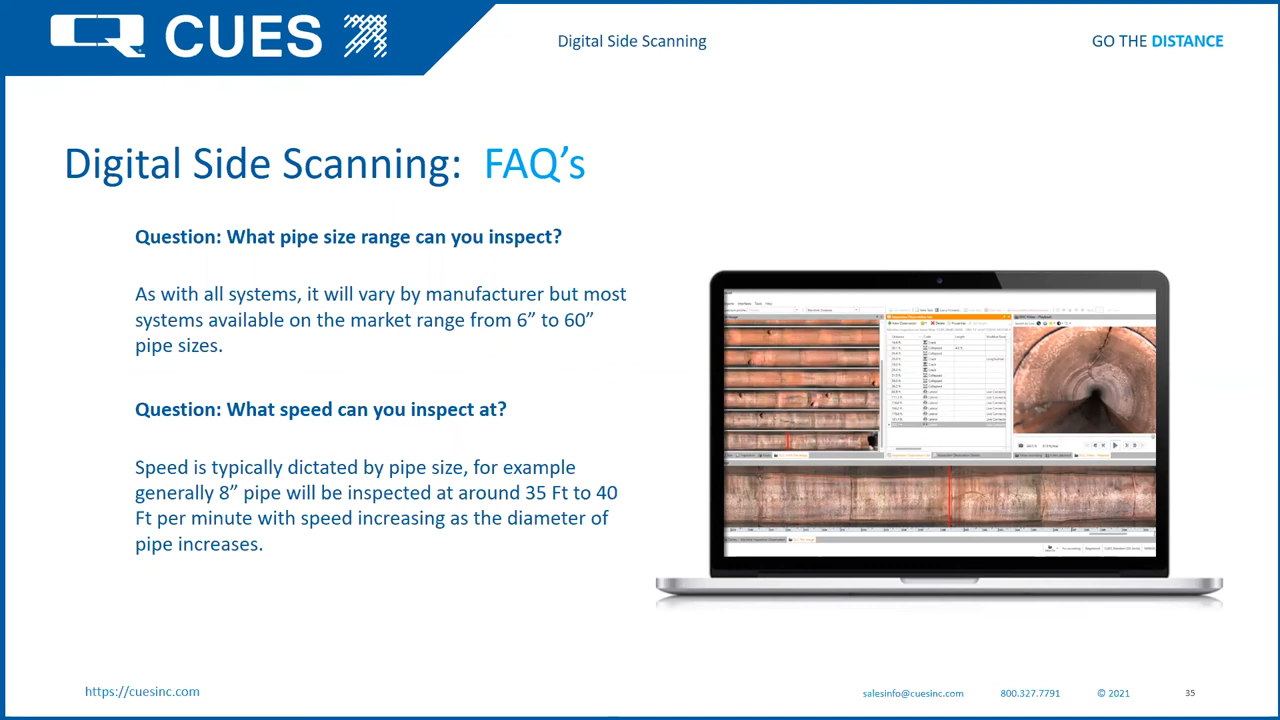 CUES
Digital Side Scanning
GO THE DISTANCE
Digital Side Scanning: FAQ’s
Question: What pipe size range can you inspect?
As with all systems, it will vary by manufacturer but most
systems available on the market range from 6” to 60”
pipe sizes.
Question: What speed can you inspect at?
Speed is typically dictated by pipe size, for example
generally 8” pipe will be inspected at around 35 Ft to 40
Ft per minute with speed increasing as the diameter of
pipe increases.
https://cuesinc.com
salesinfo@cuesinc.com
800.327.7791
© 2021
35